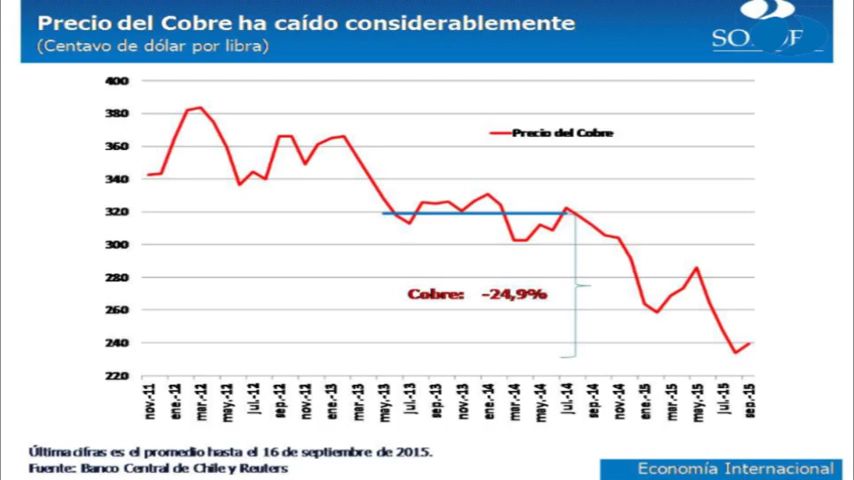 Precio del Cobre ha caído considerablemente
(Centavo de dólar por libra)
400
380
360
340
320
300
280
260
240
220
Precio del Cobre
Cobre: -24,9%
nov.-11
ene.-12
mar.-12
may.-12
jul.-12
sep.-12
nov.-12
ene.-13
mar.-13
may.-13
jul.-13
sep.-13
nov.-13
ene.-14
mar.-14
may.-14
jul.-14
sep.-14
nov.-14
ene.-15
mar.-15
may.-15
jul.-15
sep.-15
Última cifras es el promedio hasta el 16 de septiembre de 2015.
Fuente: Banco Central de Chile y Reuters
Economía Internacional